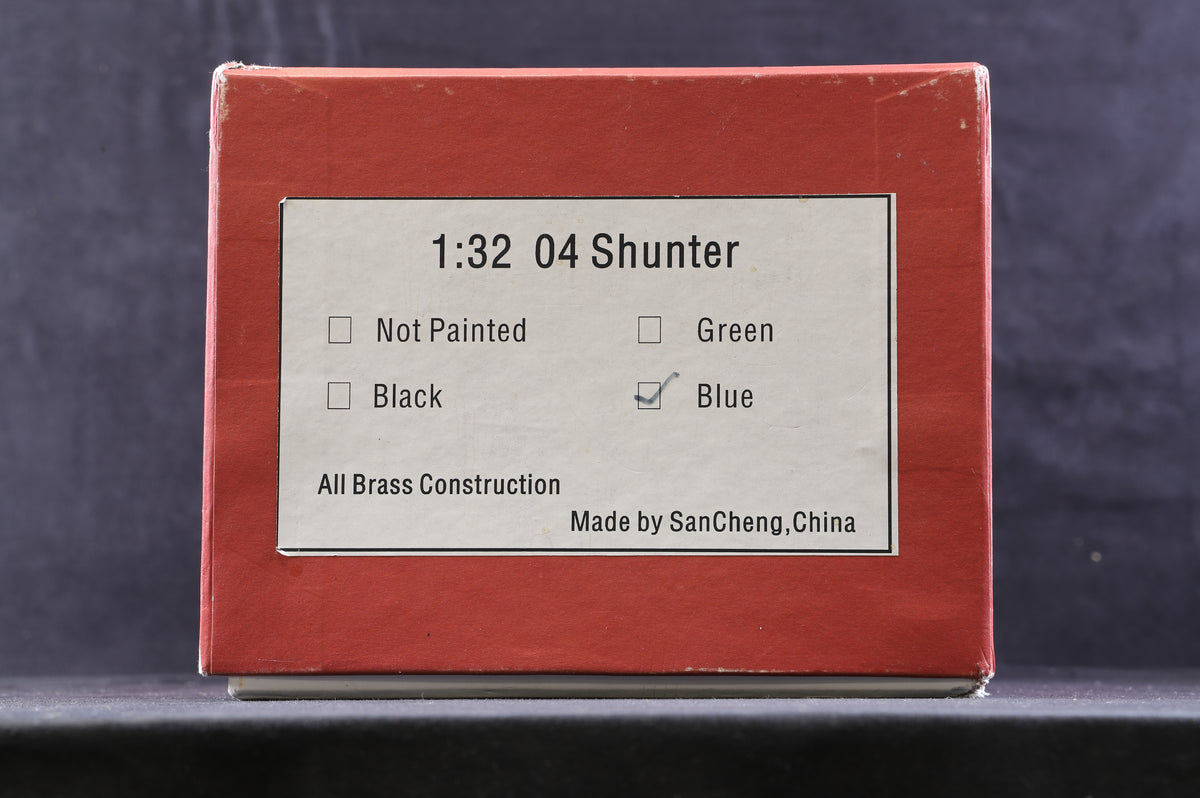 1:32 04 Shunter
Not Painted Green
Black Blue
All Brass Construction
Made by SanCheng,China